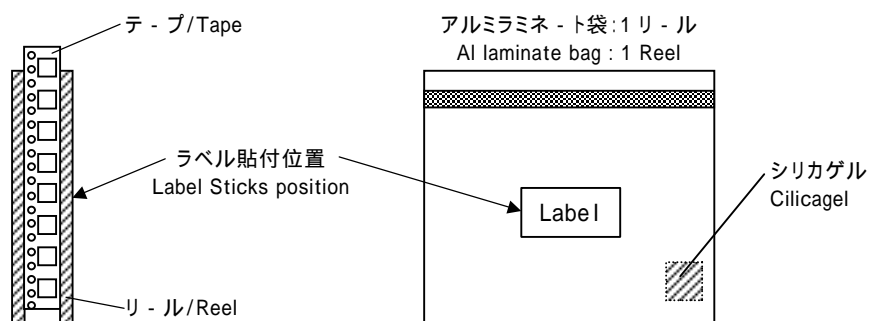 テ - プ/Tape
アルミラミネ - ト袋:1 リ - ル
Al laminate bag : 1 Reel
ラベル貼付位置
Label Sticks position
シリカゲル
Cilicagel
Label
リ - ル/Reel